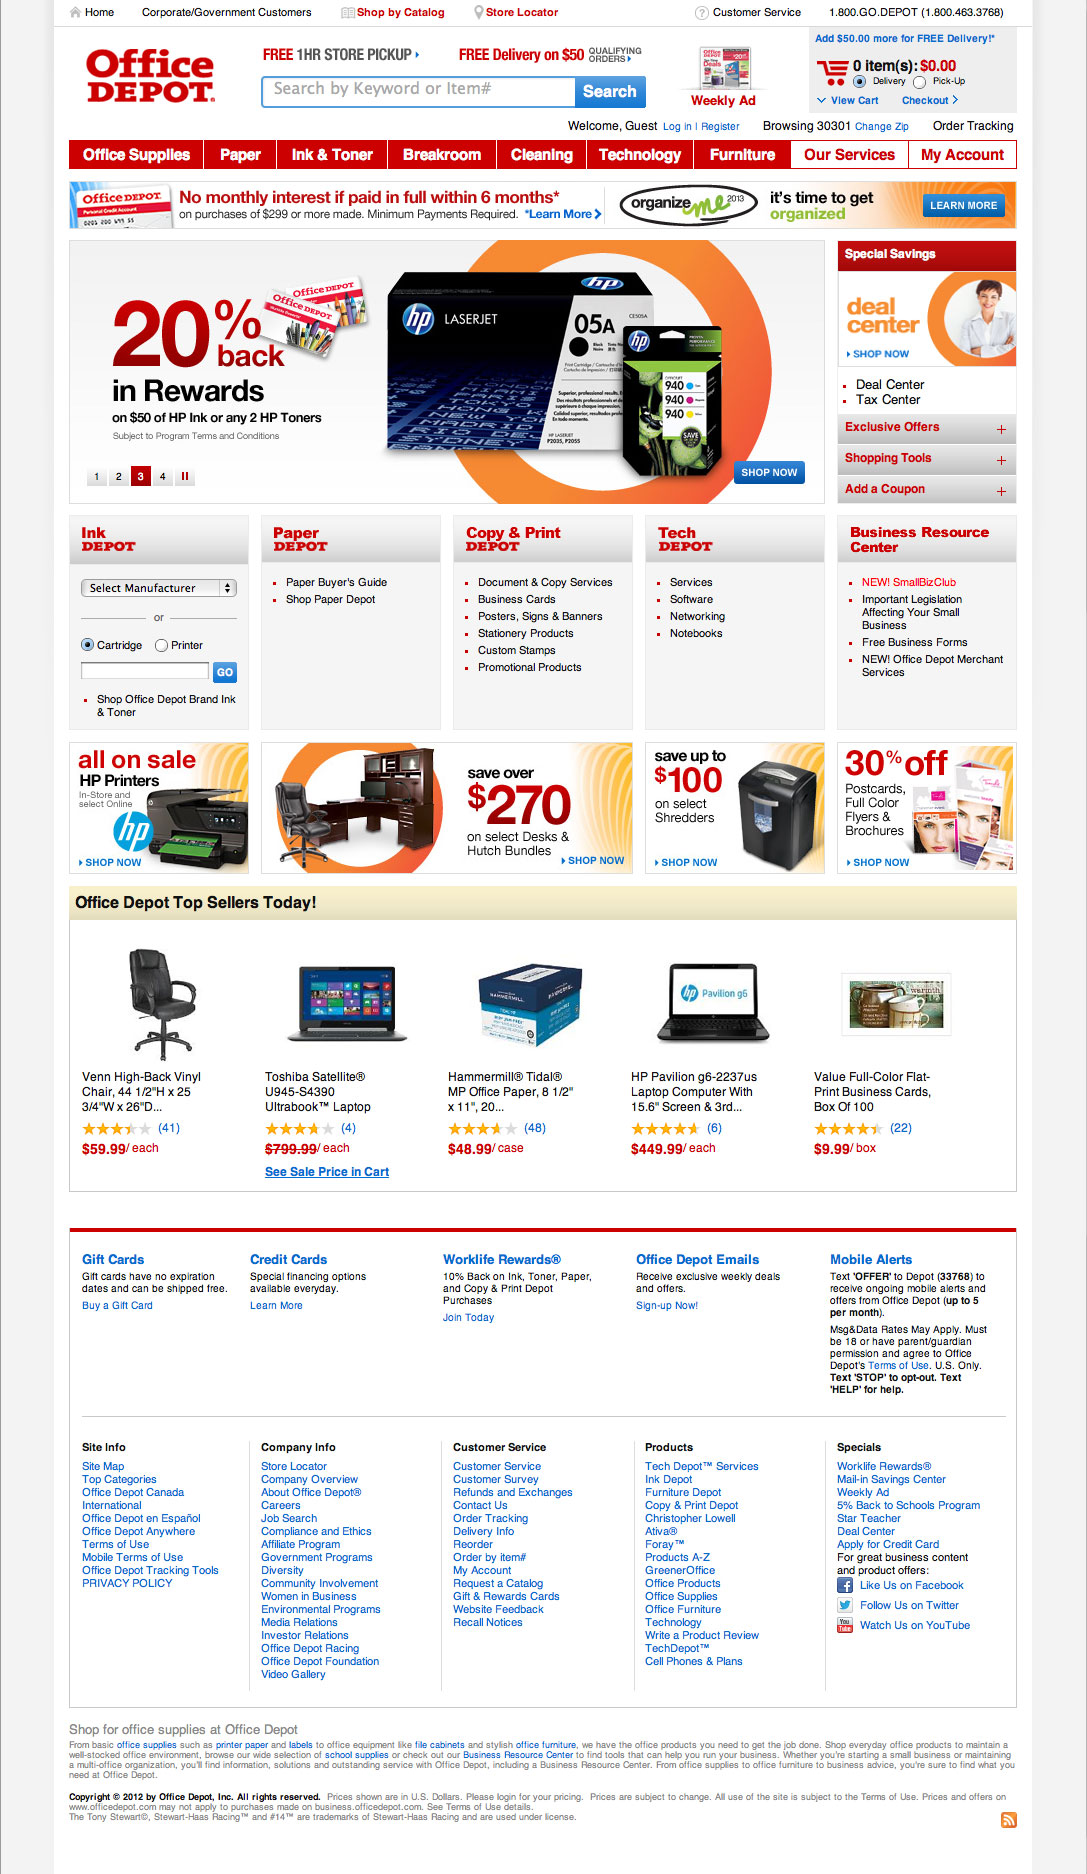 Home Corporate/Government Customers Shop by Catalog Store Locator Customer Service 1.800.GO.DEPOT (1.800.463.3768)
Office DEPOT.
FREE 1HR STORE PICKUP FREE Delivery on $50 QUALIFYING ORDERS
Search by Keyword or Item# Search
Weekly Ad
Add $50.00 more for FREE Delivery!*
0 item(s): $0.00
Delivery Pick-Up
View Cart Checkout
Welcome, Guest Log in | Register Browsing 30301 Change Zip Order Tracking
Office Supplies Paper Ink & Toner Breakroom Cleaning Technology Furniture Our Services My Account
Office DEPOT.
Personal Credit Account
No monthly interest if paid in full within 6 months*
on purchases of $299 or more made. Minimum Payments Required. *Learn More
organize me 2013
it's time to get
organized
LEARN MORE
20% back
in Rewards
on $50 of HP Ink or any 2 HP Toners
Subject to Program Terms and Conditions
Office DEPOT
Office DEPOT
hp LASERJET
hp
05A
CE505A
Black
HP LASERJET
P2035, P2055
hp
940
940
940
SAVE
1 2 3 4
SHOP NOW
Special Savings
deal
center
SHOP NOW
Deal Center
Tax Center
Exclusive Offers
Shopping Tools
Add a Coupon
Ink
DEPOT
Select Manufacturer
or
Cartridge Printer
GO
Shop Office Depot Brand Ink
& Toner
Paper
DEPOT
Paper Buyer's Guide
Shop Paper Depot
Copy & Print
DEPOT
Document & Copy Services
Business Cards
Posters, Signs & Banners
Stationery Products
Custom Stamps
Promotional Products
Tech
DEPOT
Services
Software
Networking
Notebooks
Business Resource
Center
NEW! SmallBizClub
Important Legislation
Affecting Your Small
Business
Free Business Forms
NEW! Office Depot Merchant
Services
all on sale
HP Printers
In-Store and
select Online
hp
SHOP NOW
save over
$270
on select Desks &
Hutch Bundles
SHOP NOW
save up to
$100
on select
Shredders
SHOP NOW
30% off
Postcards,
Full Color
Flyers &
Brochures
SHOP NOW
Office Depot Top Sellers Today!
Venn High-Back Vinyl
Chair, 44 1/2"H x 25
3/4"W x 26"D...
(41)
$59.99/ each
Toshiba Satellite®
U945-S4390
Ultrabook™ Laptop
(4)
$799.99/ each
See Sale Price in Cart
HAMMERMILL
Hammermill® Tidal®
MP Office Paper, 8 1/2"
x 11", 20...
(48)
$48.99/ case
hp Pavilion g6
HP Pavilion g6-2237us
Laptop Computer With
15.6" Screen & 3rd...
(6)
$449.99/ each
warmth
Value Full-Color Flat-
Print Business Cards,
Box Of 100
(22)
$9.99/ box
Gift Cards
Gift cards have no expiration
dates and can be shipped free.
Buy a Gift Card
Credit Cards
Special financing options
available everyday.
Learn More
Worklife Rewards®
10% Back on Ink, Toner, Paper,
and Copy & Print Depot
Purchases
Join Today
Office Depot Emails
Receive exclusive weekly deals
and offers.
Sign-up Now!
Mobile Alerts
Text 'OFFER' to Depot (33768) to
receive ongoing mobile alerts and
offers from Office Depot (up to 5
per month).
Msg&Data Rates May Apply. Must
be 18 or have parent/guardian
permission and agree to Office
Depot's Terms of Use. U.S. Only.
Text 'STOP' to opt-out. Text
'HELP' for help.
Site Info
Site Map
Top Categories
Office Depot Canada
International
Office Depot en Español
Office Depot Anywhere
Terms of Use
Mobile Terms of Use
Office Depot Tracking Tools
PRIVACY POLICY
Company Info
Store Locator
Company Overview
About Office Depot®
Careers
Job Search
Compliance and Ethics
Affiliate Program
Government Programs
Diversity
Community Involvement
Women in Business
Environmental Programs
Media Relations
Investor Relations
Office Depot Racing
Office Depot Foundation
Video Gallery
Customer Service
Customer Service
Customer Survey
Refunds and Exchanges
Contact Us
Order Tracking
Delivery Info
Reorder
Order by item#
My Account
Request a Catalog
Gift & Rewards Cards
Website Feedback
Recall Notices
Products
Tech Depot™ Services
Ink Depot
Furniture Depot
Copy & Print Depot
Christopher Lowell
Ativa®
Foray™
Products A-Z
GreenerOffice
Office Products
Office Supplies
Office Furniture
Technology
Write a Product Review
TechDepot™
Cell Phones & Plans
Specials
Worklife Rewards®
Mail-in Savings Center
Weekly Ad
5% Back to Schools Program
Star Teacher
Deal Center
Apply for Credit Card
For great business content
and product offers:
Like Us on Facebook
Follow Us on Twitter
Watch Us on YouTube
Shop for office supplies at Office Depot
From basic office supplies such as printer paper and labels to office equipment like file cabinets and stylish office furniture, we have the office products you need to get the job done. Shop everyday office products to maintain a
well-stocked office environment, browse our wide selection of school supplies or check out our Business Resource Center to find tools that can help you run your business. Whether you're starting a small business or maintaining
a multi-office organization, you'll find information, solutions and outstanding service with Office Depot, including a Business Resource Center. From office supplies to office furniture to business advice, you're sure to find what you
need at Office Depot.
Copyright © 2012 by Office Depot, Inc. All rights reserved. Prices shown are in U.S. Dollars. Please login for your pricing. Prices are subject to change. All use of the site is subject to the Terms of Use. Prices and offers on
www.officedepot.com may not apply to purchases made on business.officedepot.com. See Terms of Use details.
The Tony Stewart©, Stewart-Haas Racing™ and #14™ are trademarks of Stewart-Haas Racing and are used under license.